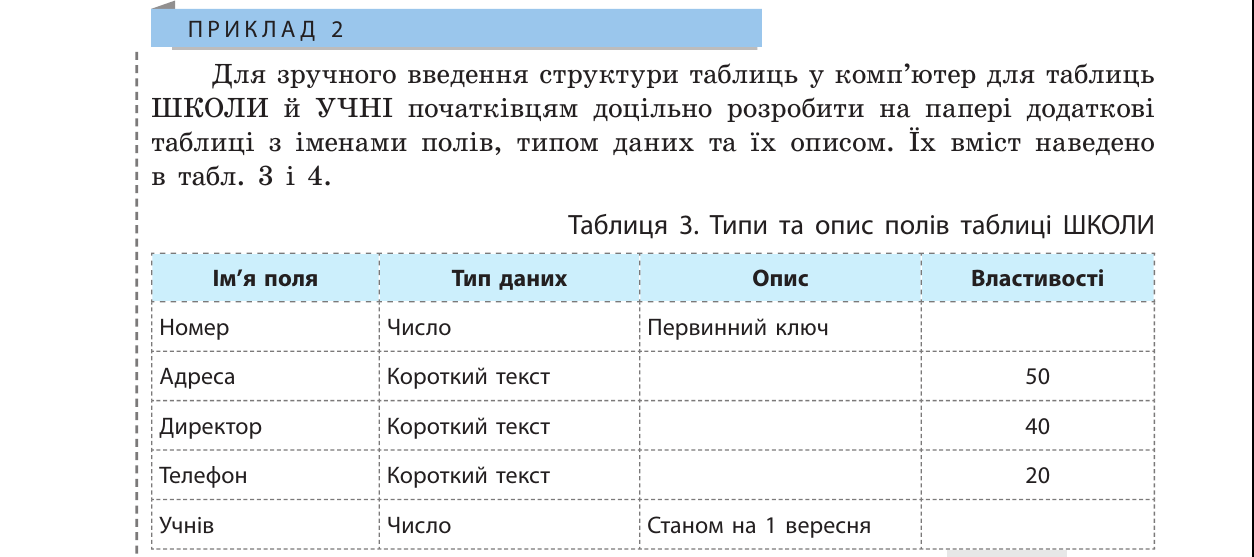 ПРИКЛАД 2
Для зручного введення структури таблиць у комп’ютер для таблиць
ШКОЛИ й УЧНІ початківцям доцільно розробити на папері додаткові
таблиці з іменами полів, типом даних та їх описом. Їх вміст наведено
в табл. 3 і 4.
Таблиця 3. Типи та опис полів таблиці ШКОЛИ
Ім’я поля Тип даних Опис Властивості
Номер Число Первинний ключ
Адреса Короткий текст 50
Директор Короткий текст 40
Телефон Короткий текст 20
Учнів Число Станом на 1 вересня